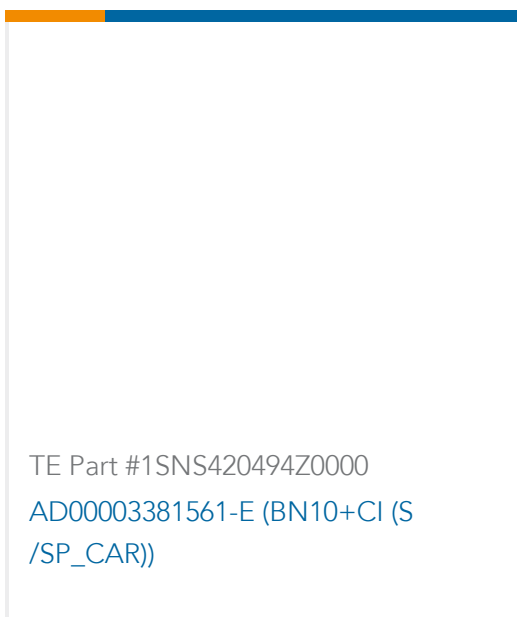 TE Part #1SNS420494Z0000
AD00003381561-E (BN10+CI (S
/SP_CAR))